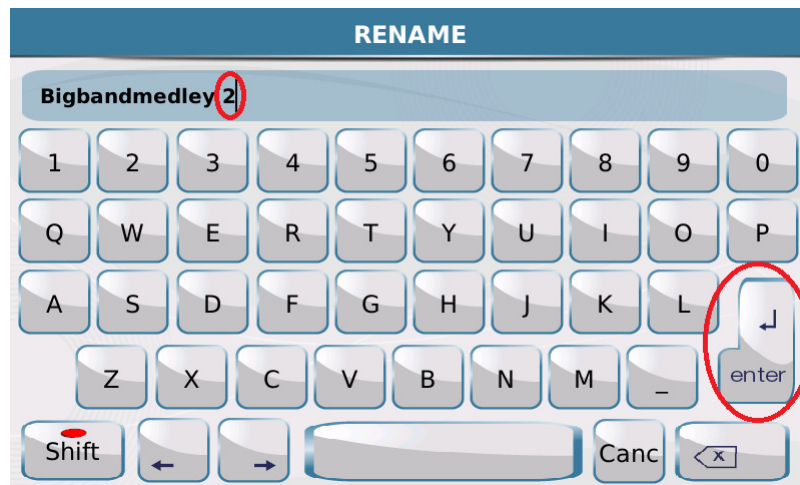 RENAME
Bigbandmedley 2
1 2 3 4 5 6 7 8 9 0
Q W E R T Y U I O P
A S D F G H J K L
enter
Z X C V B N M _
Shift ← → Canc x